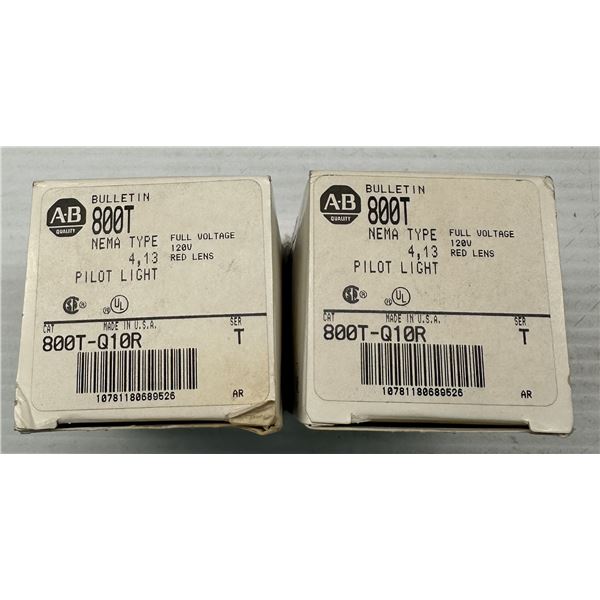 BULLETIN
A-B
QUALITY
800T
NEMA TYPE
4,13
PILOT LIGHT
FULL VOLTAGE
120V
RED LENS
UL
CAT
MADE IN U.S.A.
SER
800T-Q10R
T
10781180689526
AR
BULLETIN
A-B
QUALITY
800T
NEMA TYPE
4,13
PILOT LIGHT
FULL VOLTAGE
120V
RED LENS
UL
CAT
MADE IN U.S.A.
SER
800T-Q10R
T
10781180689526
AR